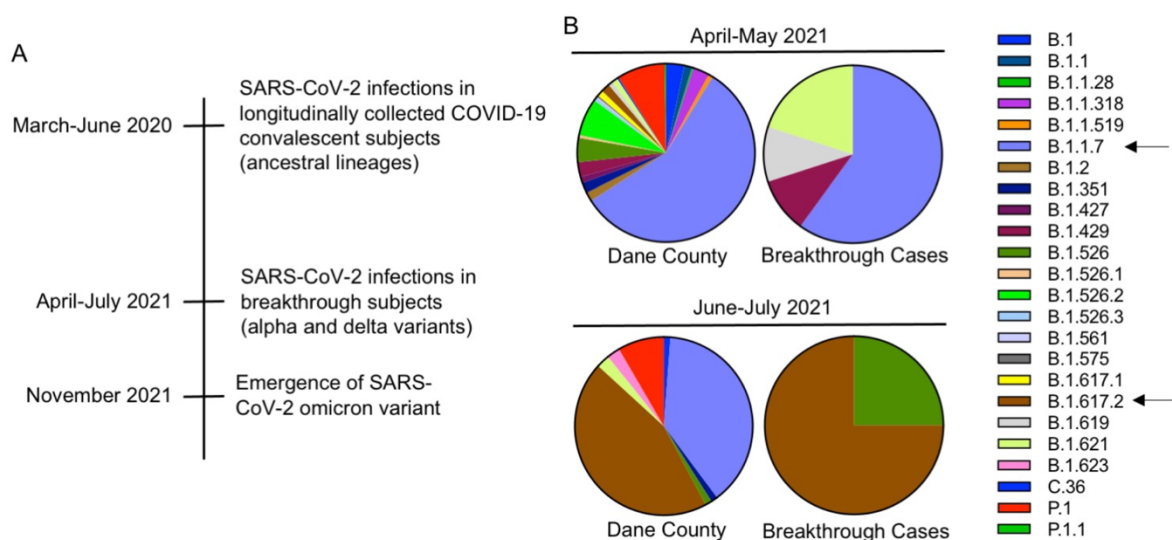 A
March-June 2020
SARS-CoV-2 infections in
longitudinally collected COVID-19
convalescent subjects
(ancestral lineages)
April-July 2021
SARS-CoV-2 infections in
breakthrough subjects
(alpha and delta variants)
November 2021
Emergence of SARS-
CoV-2 omicron variant
B
April-May 2021
Dane County
Breakthrough Cases
June-July 2021
Dane County
Breakthrough Cases
B.1
B.1.1
B.1.1.28
B.1.1.318
B.1.1.519
B.1.1.7
B.1.2
B.1.351
B.1.427
B.1.429
B.1.526
B.1.526.1
B.1.526.2
B.1.526.3
B.1.561
B.1.575
B.1.617.1
B.1.617.2
B.1.619
B.1.621
B.1.623
C.36
P.1
P.1.1